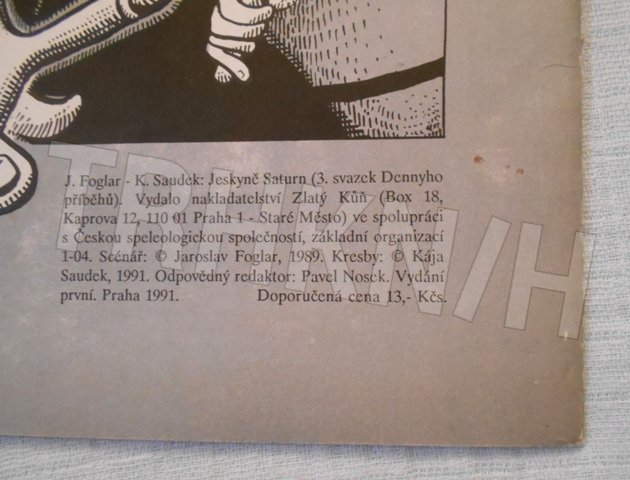 J. Foglar - K. Saudek: Jeskyně Saturn (3. svazek Dennyho
příběhů). Vydalo nakladatelství Zlatý Kůň (Box 18,
Kaprova 12, 110 01 Praha 1 - Staré Město) ve spolupráci
s Českou speleologickou společností, základní organizací
1-04. Scénář: © Jaroslav Foglar, 1989. Kresby: © Kája
Saudek, 1991. Odpovědný redaktor: Pavel Nosek. Vydání
první. Praha 1991. Doporučená cena 13,- Kčs.
TRH KNIH